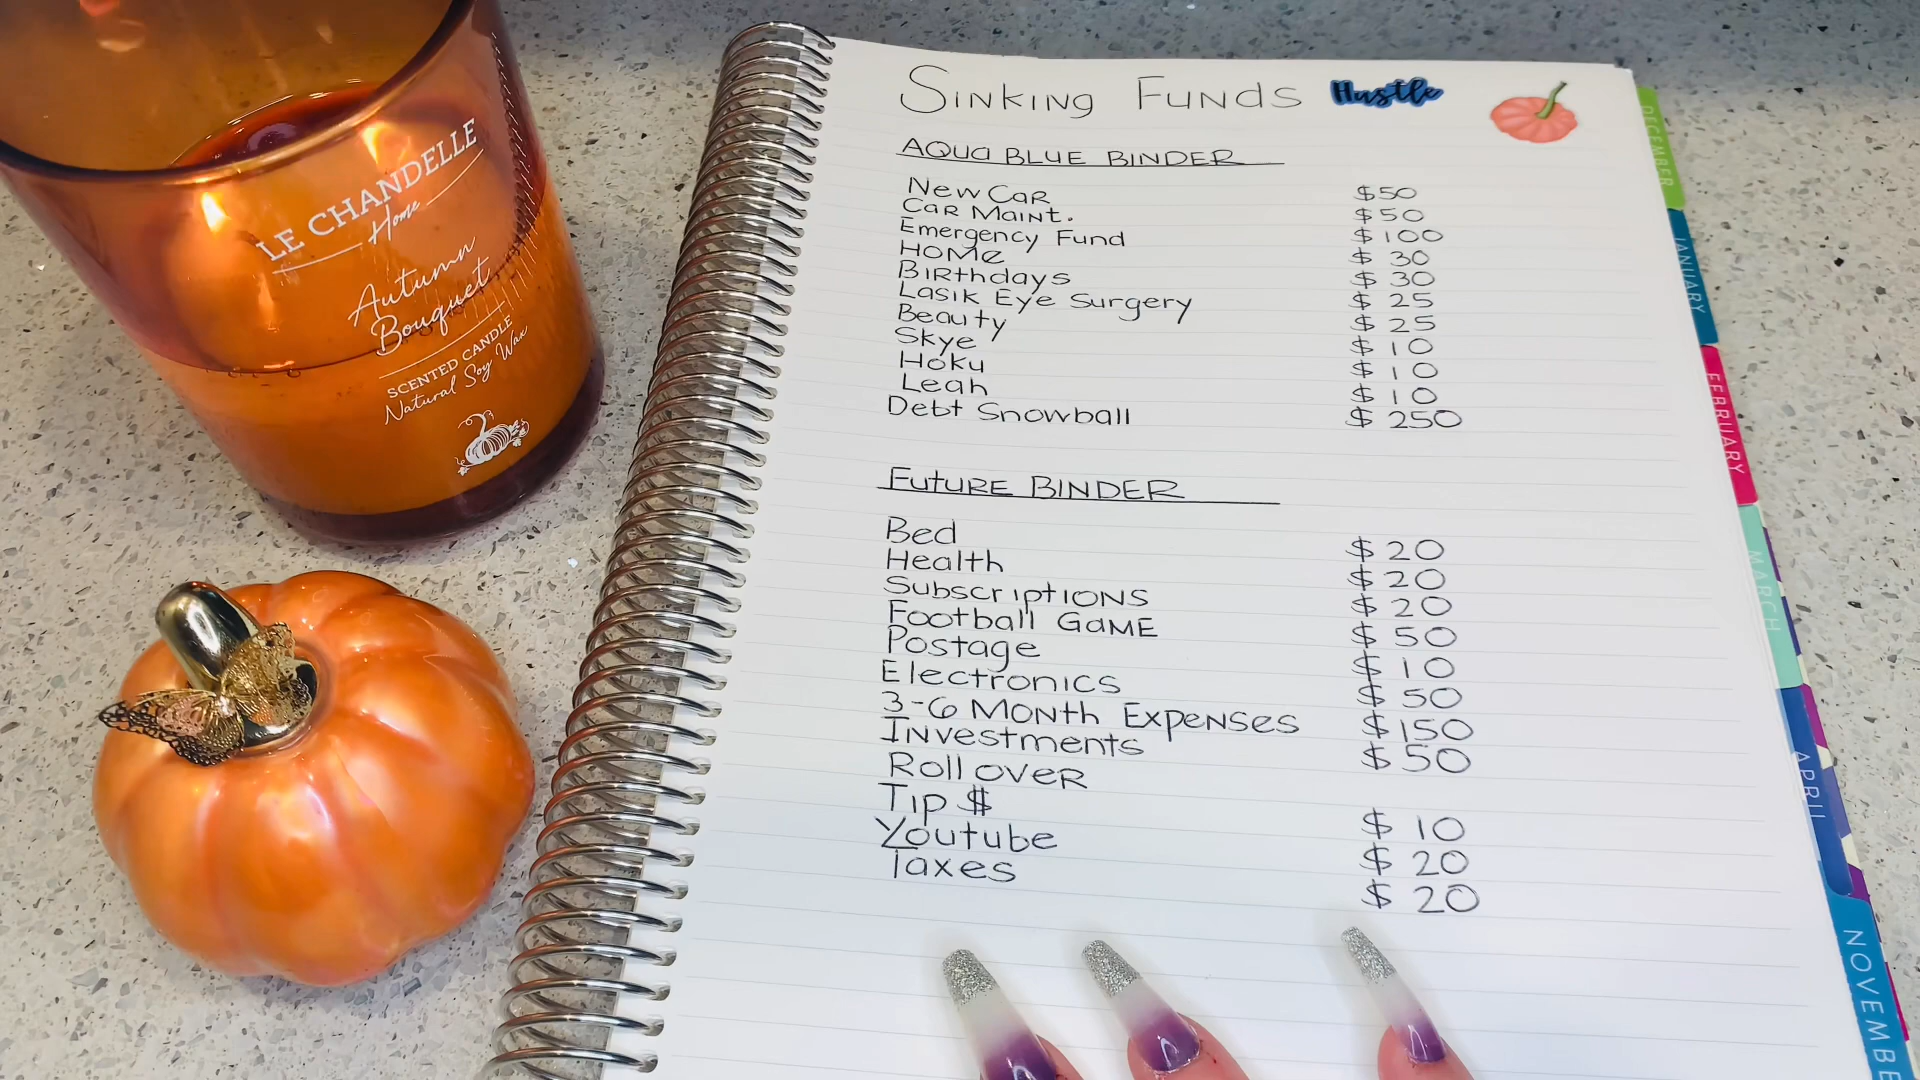 LE CHANDELLE
Home
Autumn
Bouquet
SCENTED CANDLE
Natural Soy Wax
Sinking Funds Hustle
Aqua Blue Binder
New Car $50
Car Maint. $50
Emergency Fund $100
Home $30
Birthdays $30
Lasik Eye Surgery $25
Beauty $25
Skye $10
Hoku $10
Leah $10
Debt Snowball $250
Future Binder
Bed $20
Health $20
Subscriptions $20
Football Game $50
Postage $10
Electronics $50
3-6 Month Expenses $150
Investments $50
Roll over
Tip $ $10
Youtube $20
Taxes $20
DECEMBER
JANUARY
FEBRUARY
MARCH
APRIL
NOVEMBE